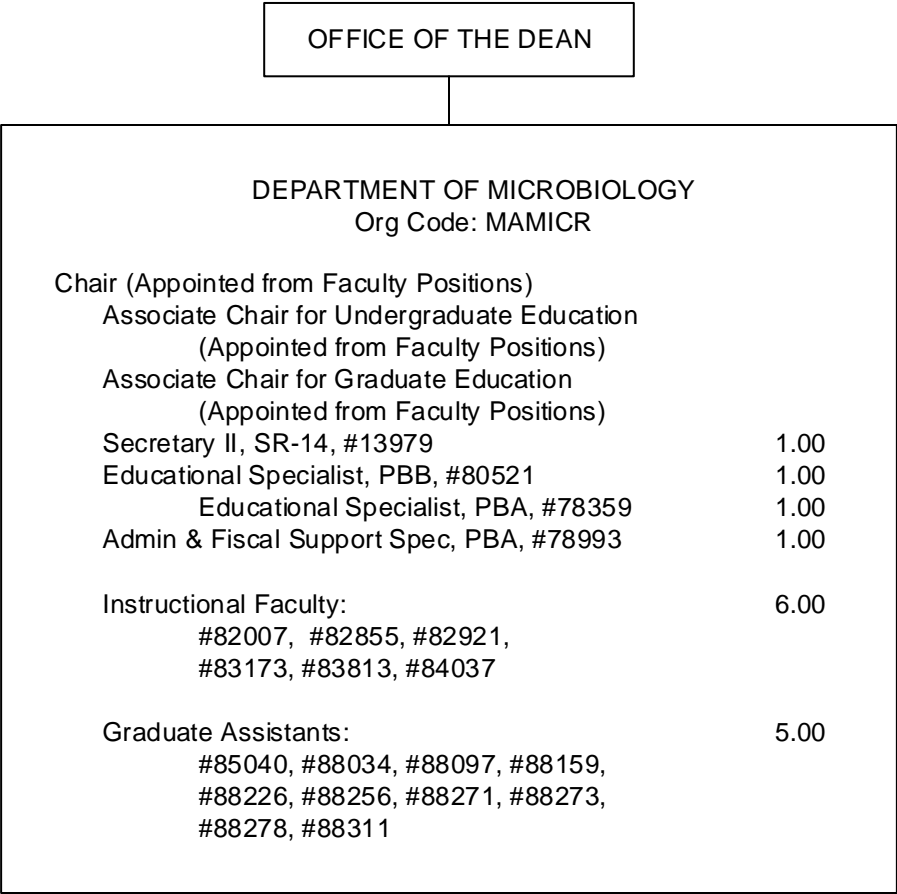 OFFICE OF THE DEAN
DEPARTMENT OF MICROBIOLOGY
Org Code: MAMICR
Chair (Appointed from Faculty Positions)
Associate Chair for Undergraduate Education
(Appointed from Faculty Positions)
Associate Chair for Graduate Education
(Appointed from Faculty Positions)
Secretary II, SR-14, #13979 1.00
Educational Specialist, PBB, #80521 1.00
Educational Specialist, PBA, #78359 1.00
Admin & Fiscal Support Spec, PBA, #78993 1.00
Instructional Faculty: 6.00
#82007, #82855, #82921,
#83173, #83813, #84037
Graduate Assistants: 5.00
#85040, #88034, #88097, #88159,
#88226, #88256, #88271, #88273,
#88278, #88311